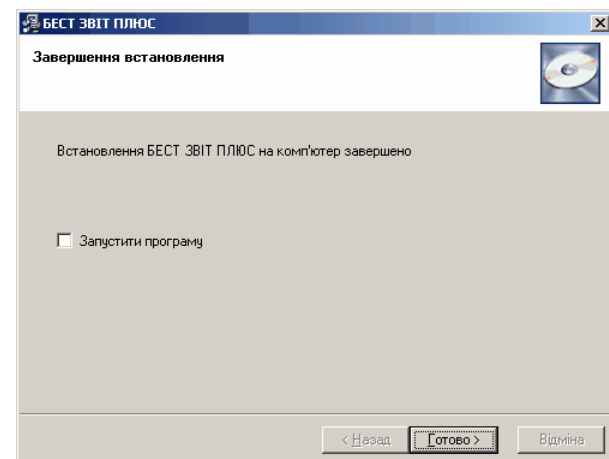 БЕСТ ЗВІТ ПЛЮС
Завершення встановлення
Встановлення БЕСТ ЗВІТ ПЛЮС на комп'ютер завершено
Запустити програму
< Назад
Готово >
Відміна